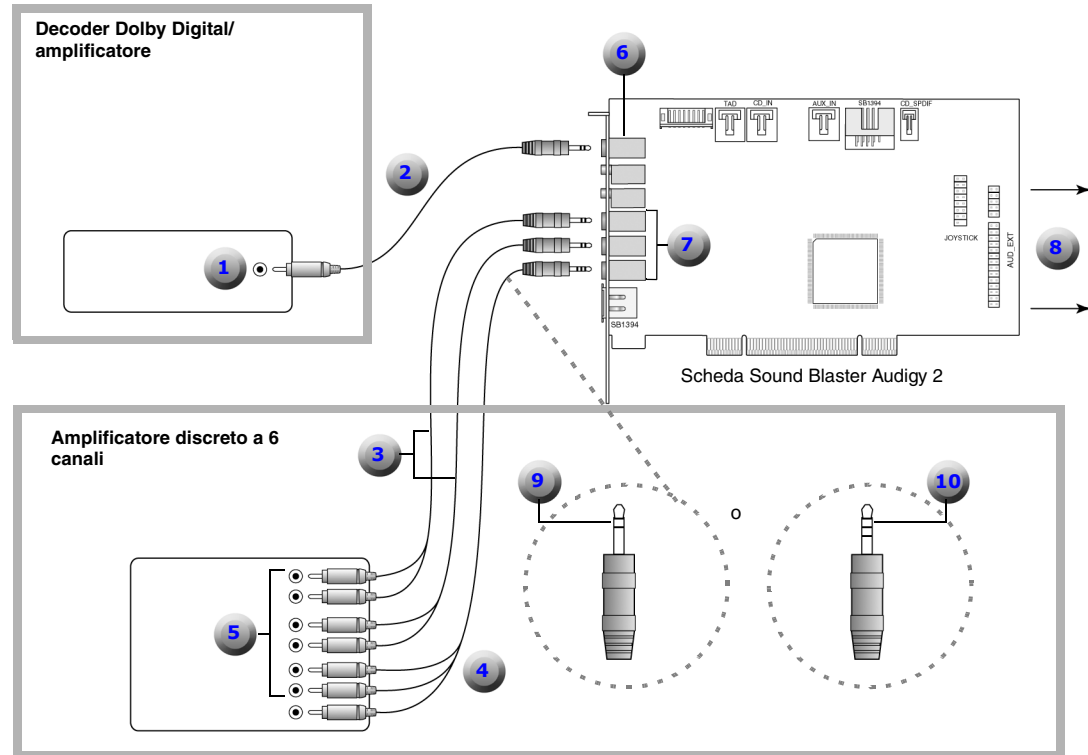 Decoder Dolby Digital/
amplificatore
6
TAD
CD_IN
AUX_IN
SB1394
CD_SPDIF
2
7
JOYSTICK
AUD_EXT
8
1
SB1394
Scheda Sound Blaster Audigy 2
Amplificatore discreto a 6
canali
3
9
o
10
5
4